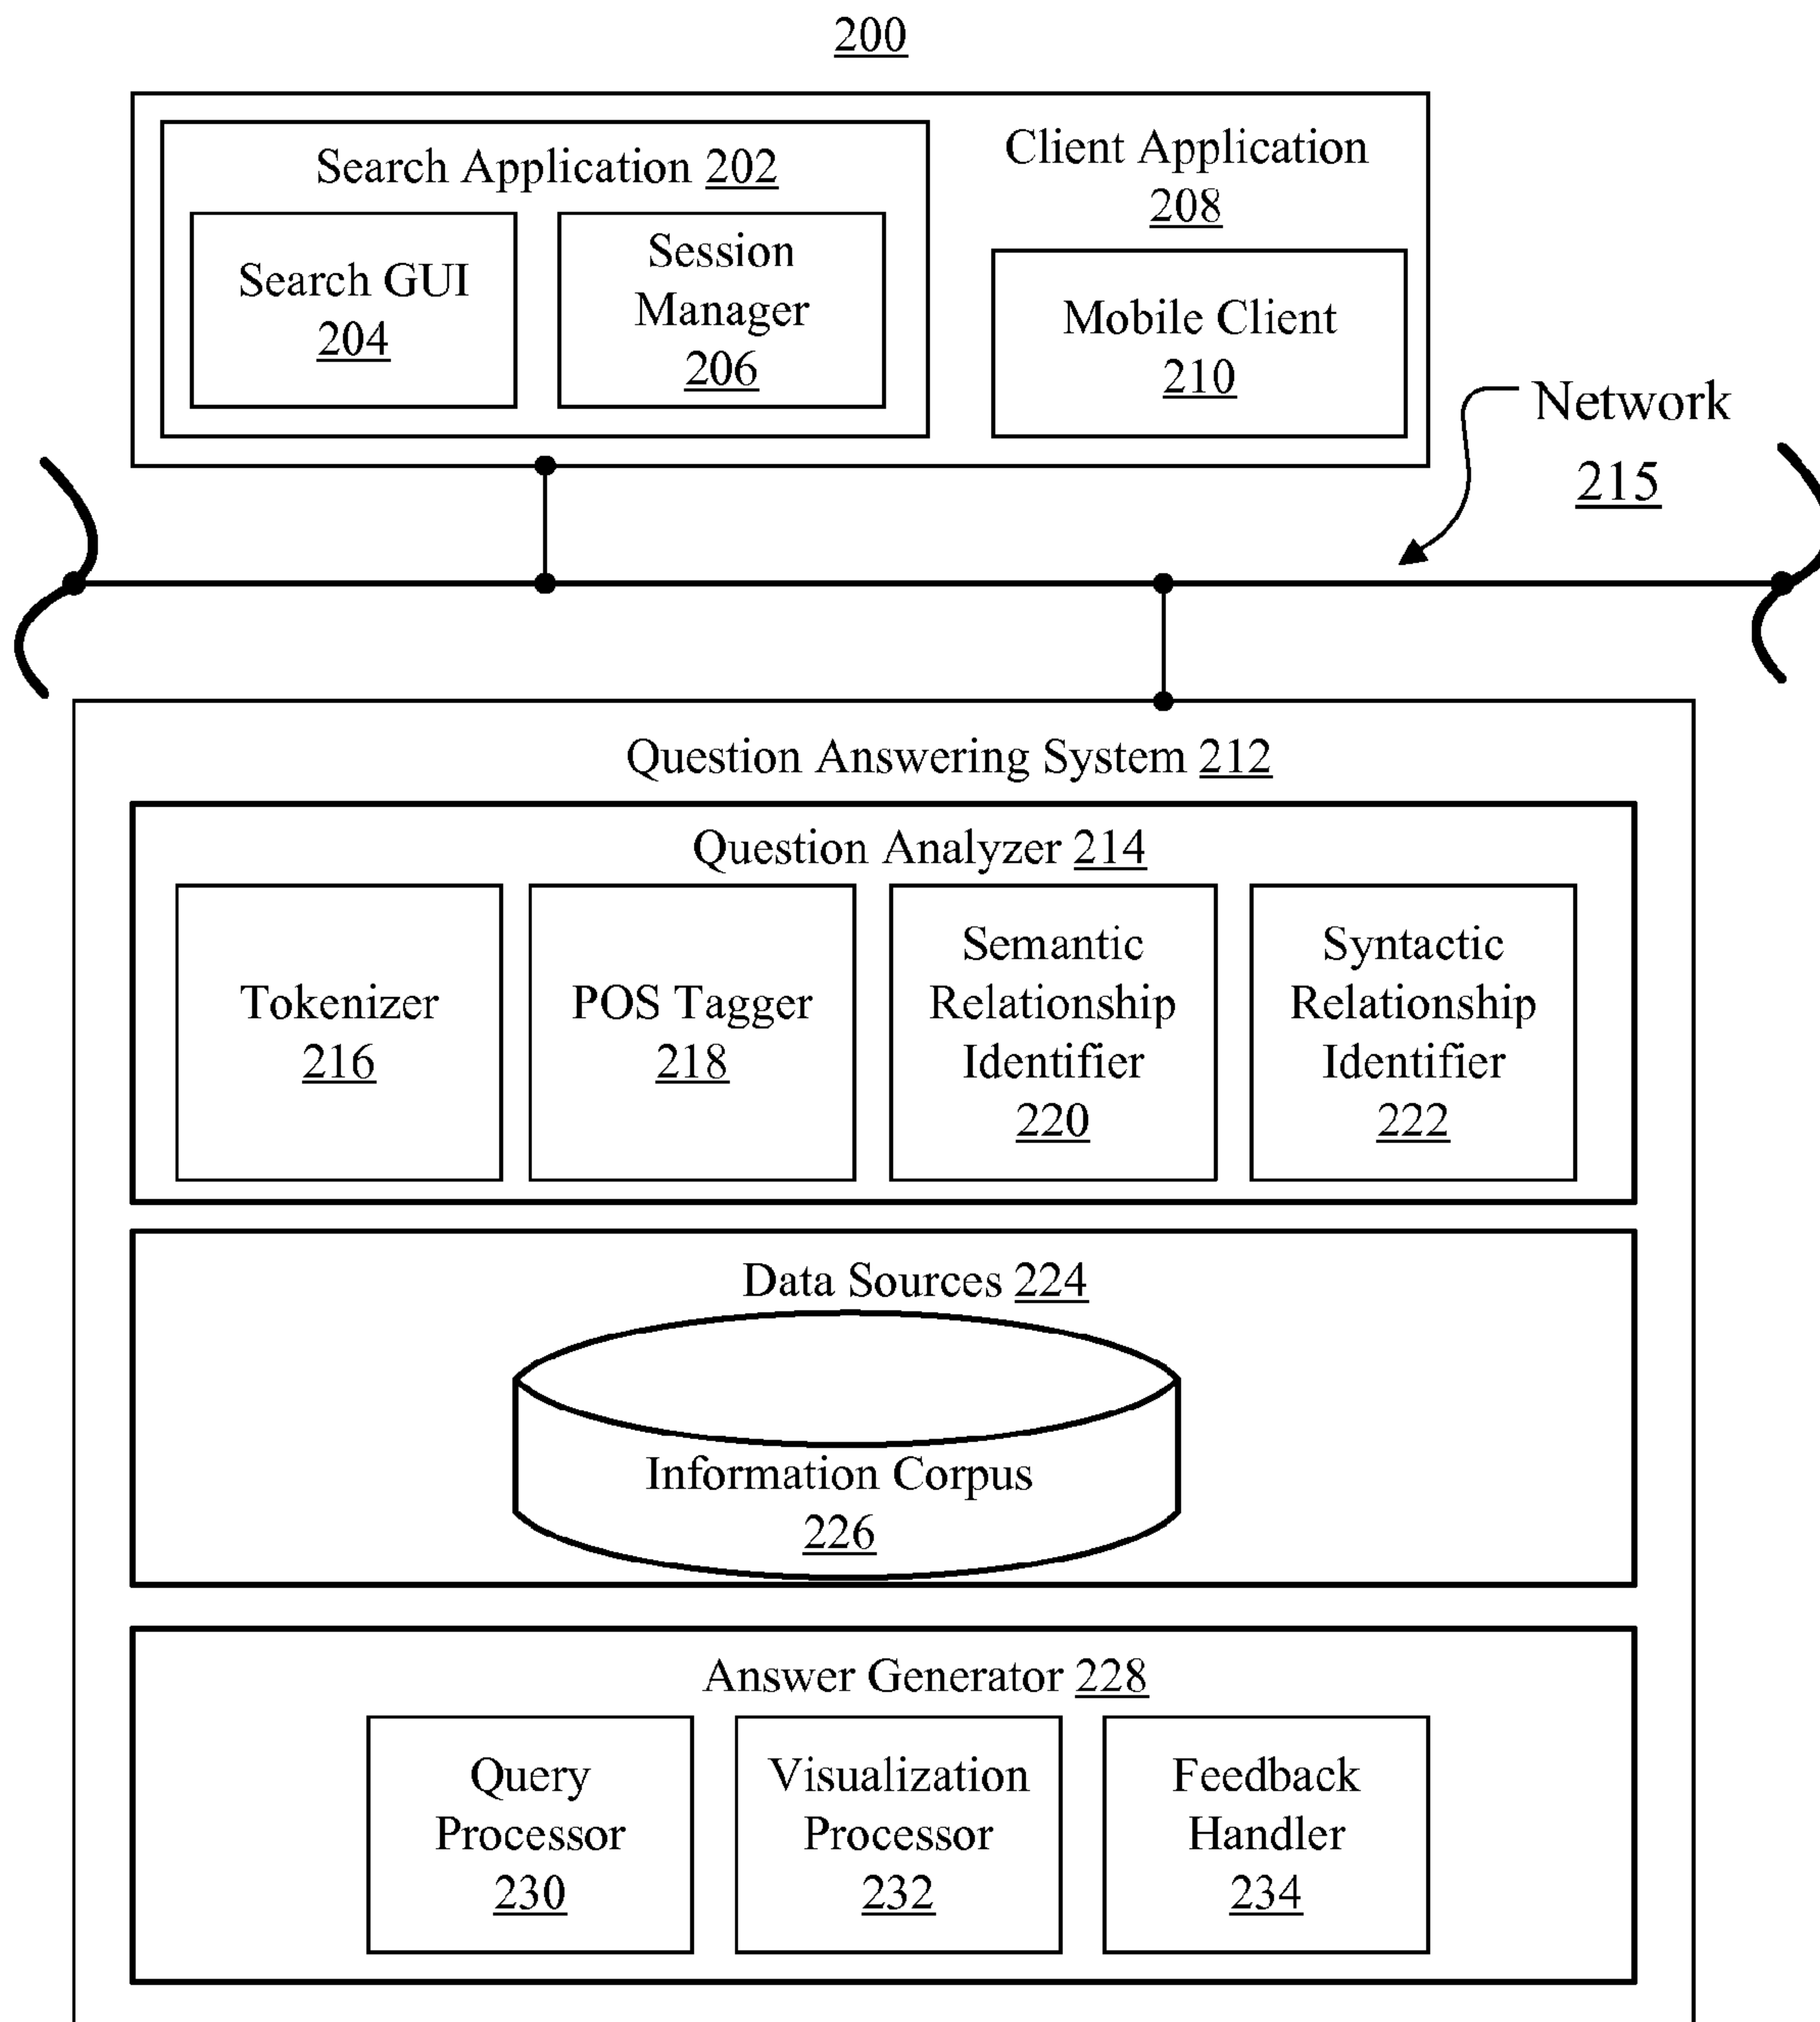 200
Search Application 202
Client Application
208
Search GUI
204
Session
Manager
206
Mobile Client
210
Network
215
Question Answering System 212
Question Analyzer 214
Tokenizer
216
POS Tagger
218
Semantic
Relationship
Identifier
220
Syntactic
Relationship
Identifier
222
Data Sources 224
Information Corpus
226
Answer Generator 228
Query
Processor
230
Visualization
Processor
232
Feedback
Handler
234